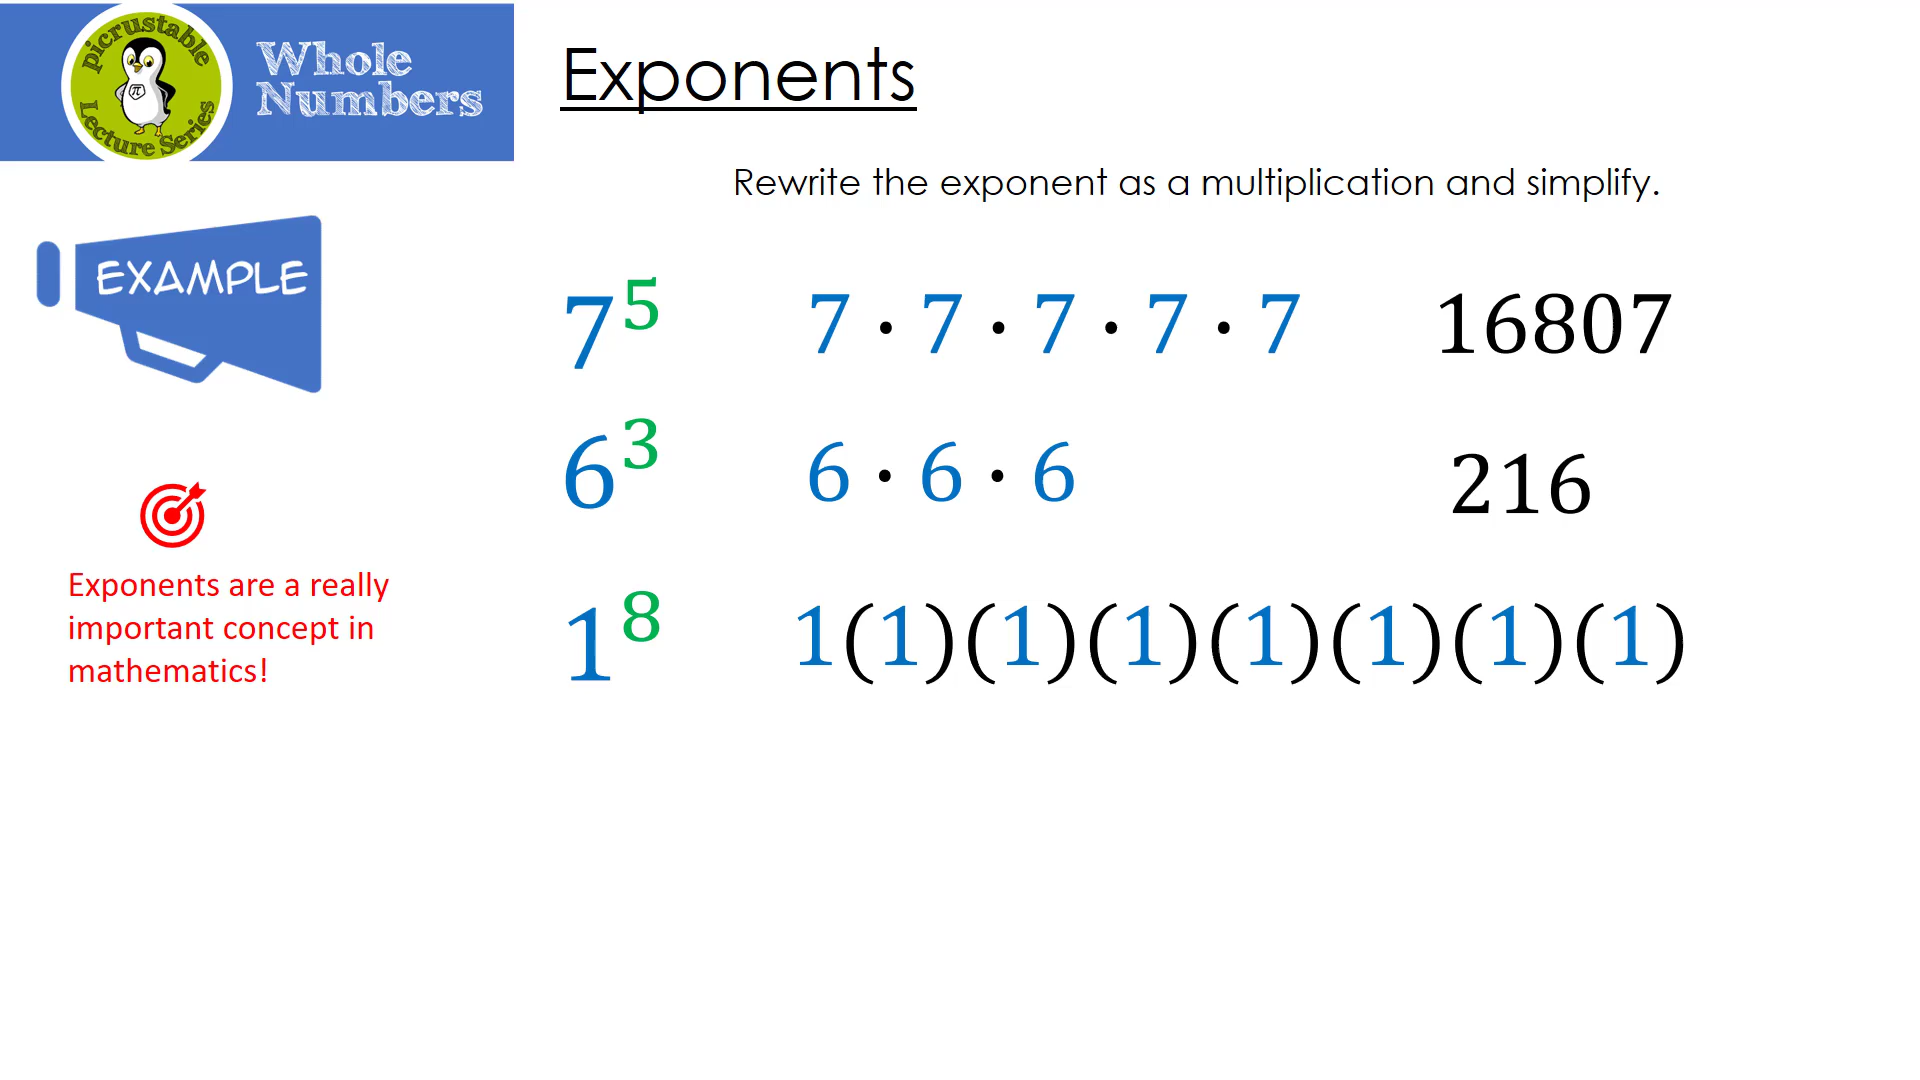 picrustable
Lecture Series
π
Whole
Numbers
Exponents
Rewrite the exponent as a multiplication and simplify.
EXAMPLE
7⁵ 7 · 7 · 7 · 7 · 7 16807
6³ 6 · 6 · 6 216
Exponents are a really
important concept in
mathematics!
1⁸ 1(1)(1)(1)(1)(1)(1)(1)